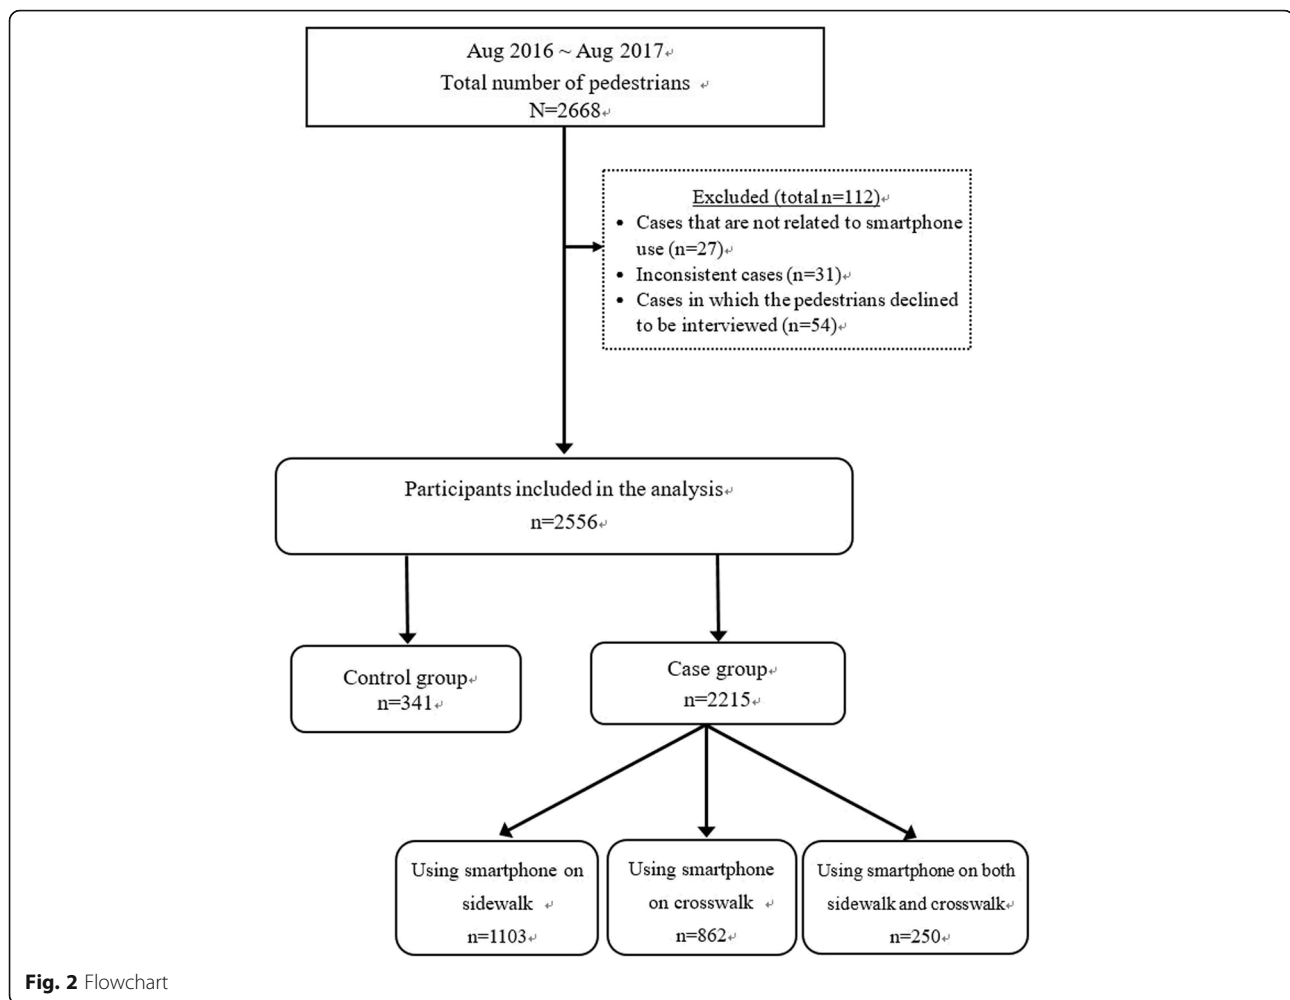 Aug 2016 ~ Aug 2017↵
Total number of pedestrians ↵
N=2668↵
Excluded (total n=112)↵
• Cases that are not related to smartphone
use (n=27)↵
• Inconsistent cases (n=31)↵
• Cases in which the pedestrians declined
to be interviewed (n=54)↵
Participants included in the analysis↵
n=2556↵
Control group↵
n=341↵
Case group↵
n=2215↵
Using smartphone on
sidewalk ↵
n=1103↵
Using smartphone
on crosswalk ↵
n=862↵
Using smartphone on both
sidewalk and crosswalk↵
n=250↵
Fig. 2 Flowchart